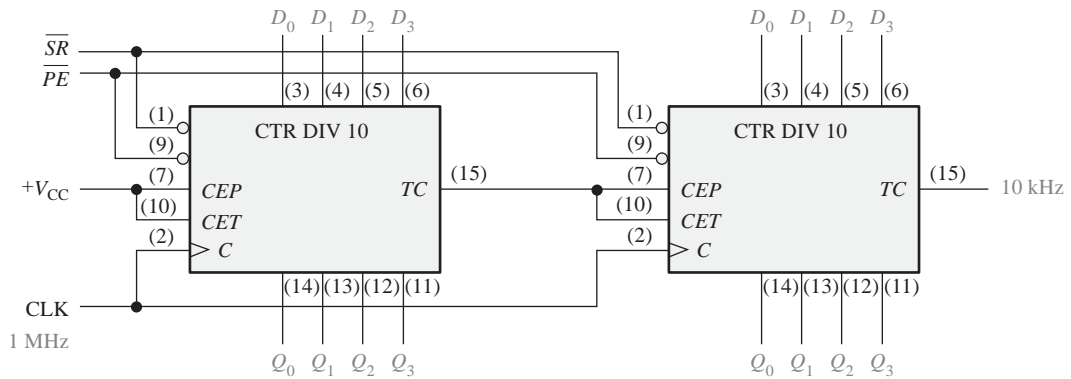 D0 D1 D2 D3 D0 D1 D2 D3
SR
PE
(3) (4) (5) (6) (3) (4) (5) (6)
(1) CTR DIV 10 (1) CTR DIV 10
(9) (9)
(7) (15) (7) (15)
+VCC CEP TC CEP TC 10 kHz
(10) CET (10) CET
(2) C (2) C
(14) (13) (12) (11) (14) (13) (12) (11)
CLK
1 MHz
Q0 Q1 Q2 Q3 Q0 Q1 Q2 Q3